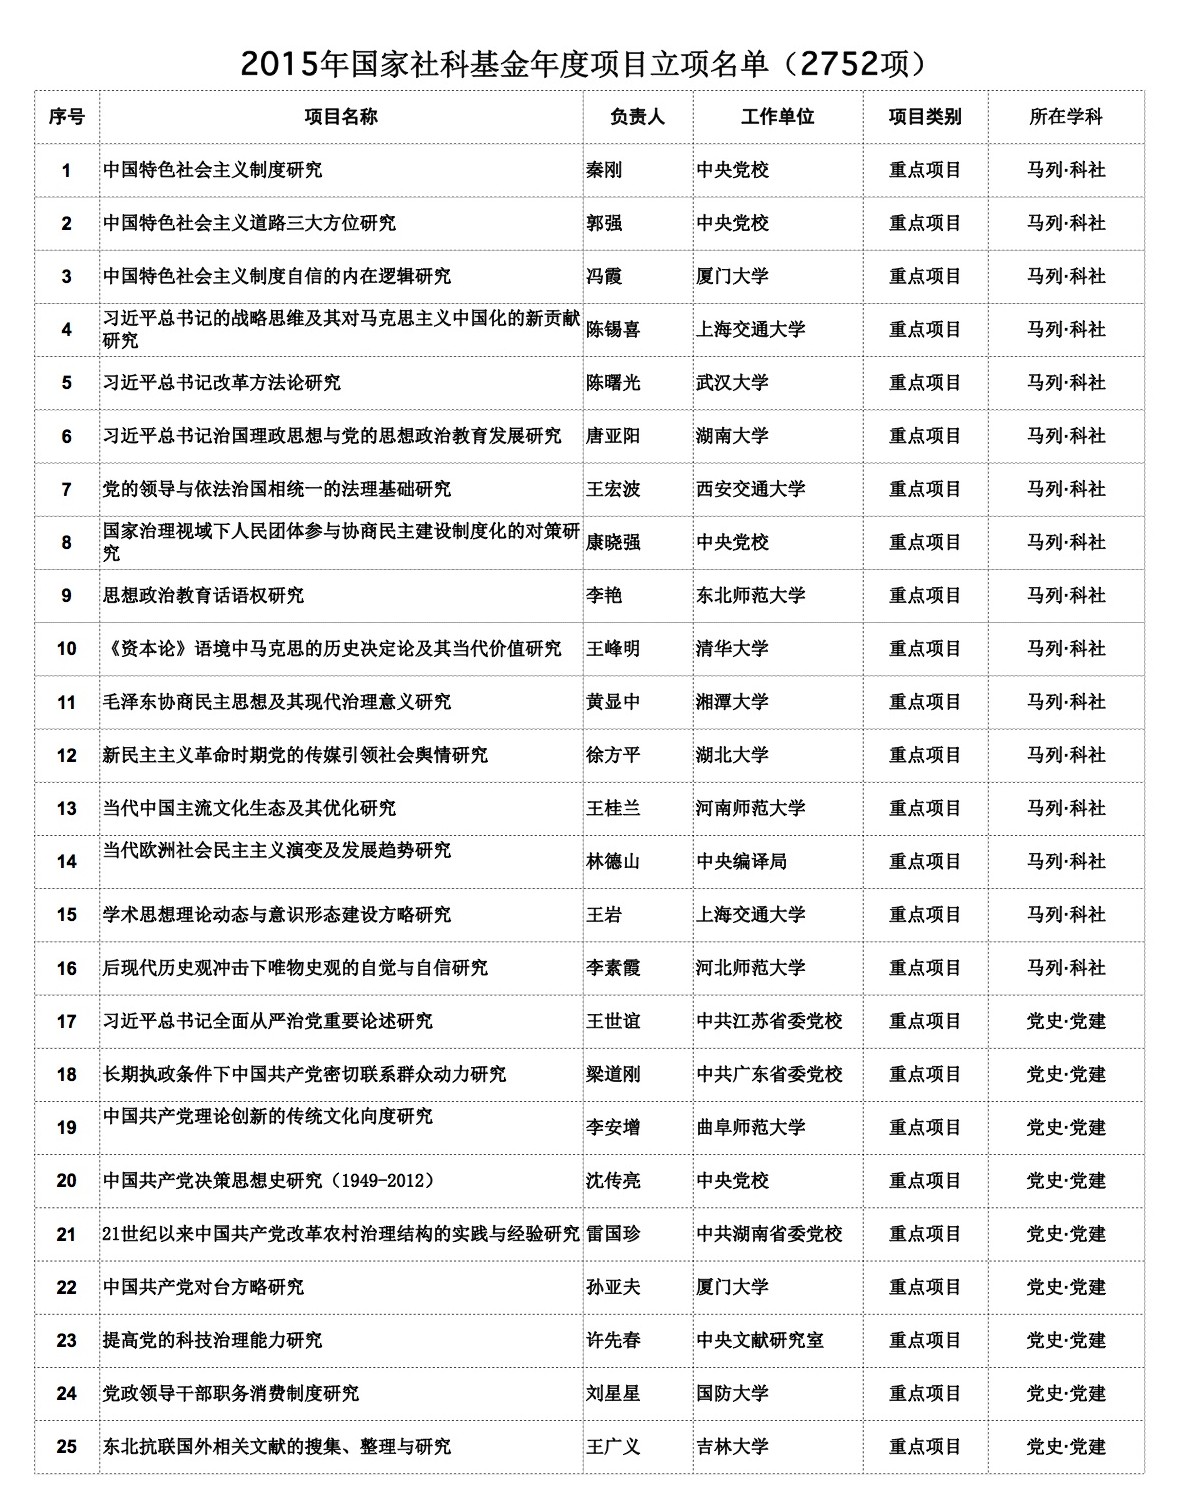 2015年国家社科基金年度项目立项名单（2752项）
序号 项目名称 负责人 工作单位 项目类别 所在学科
1 中国特色社会主义制度研究 秦刚 中央党校 重点项目 马列·科社
2 中国特色社会主义道路三大方位研究 郭强 中央党校 重点项目 马列·科社
3 中国特色社会主义制度自信的内在逻辑研究 冯霞 厦门大学 重点项目 马列·科社
4 习近平总书记的战略思维及其对马克思主义中国化的新贡献
研究 陈锡喜 上海交通大学 重点项目 马列·科社
5 习近平总书记改革方法论研究 陈曙光 武汉大学 重点项目 马列·科社
6 习近平总书记治国理政思想与党的思想政治教育发展研究 唐亚阳 湖南大学 重点项目 马列·科社
7 党的领导与依法治国相统一的法理基础研究 王宏波 西安交通大学 重点项目 马列·科社
8 国家治理视域下人民团体参与协商民主建设制度化的对策研
究 康晓强 中央党校 重点项目 马列·科社
9 思想政治教育话语权研究 李艳 东北师范大学 重点项目 马列·科社
10 《资本论》语境中马克思的历史决定论及其当代价值研究 王峰明 清华大学 重点项目 马列·科社
11 毛泽东协商民主思想及其现代治理意义研究 黄显中 湘潭大学 重点项目 马列·科社
12 新民主主义革命时期党的传媒引领社会舆情研究 徐方平 湖北大学 重点项目 马列·科社
13 当代中国主流文化生态及其优化研究 王桂兰 河南师范大学 重点项目 马列·科社
14 当代欧洲社会民主主义演变及发展趋势研究 林德山 中央编译局 重点项目 马列·科社
15 学术思想理论动态与意识形态建设方略研究 王岩 上海交通大学 重点项目 马列·科社
16 后现代历史观冲击下唯物史观的自觉与自信研究 李素霞 河北师范大学 重点项目 马列·科社
17 习近平总书记全面从严治党重要论述研究 王世谊 中共江苏省委党校 重点项目 党史·党建
18 长期执政条件下中国共产党密切联系群众动力研究 梁道刚 中共广东省委党校 重点项目 党史·党建
19 中国共产党理论创新的传统文化向度研究 李安增 曲阜师范大学 重点项目 党史·党建
20 中国共产党决策思想史研究（1949-2012） 沈传亮 中央党校 重点项目 党史·党建
21 21世纪以来中国共产党改革农村治理结构的实践与经验研究 雷国珍 中共湖南省委党校 重点项目 党史·党建
22 中国共产党对台方略研究 孙亚夫 厦门大学 重点项目 党史·党建
23 提高党的科技治理能力研究 许先春 中央文献研究室 重点项目 党史·党建
24 党政领导干部职务消费制度研究 刘星星 国防大学 重点项目 党史·党建
25 东北抗联国外相关文献的搜集、整理与研究 王广义 吉林大学 重点项目 党史·党建